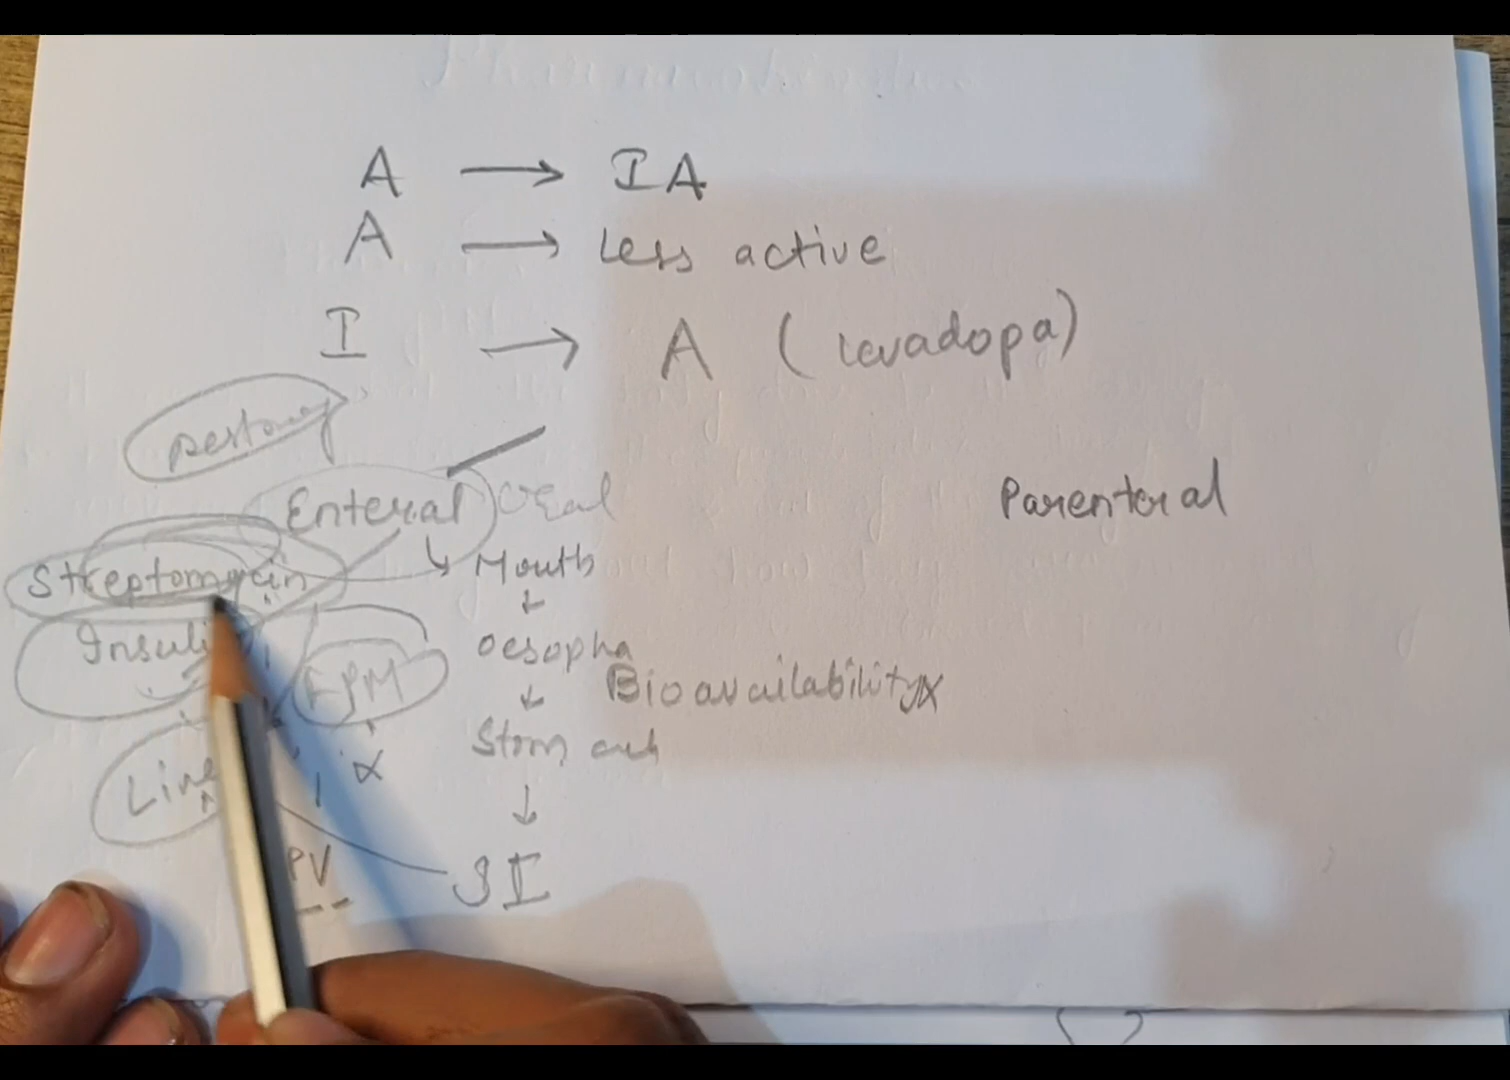 A → IA
A → Less active
I → A (levadopa)
Enteral Oral Parenteral
Streptomycin Mouth
↓
Insuli Oesopha
FPM Bioavailability x
↓
Stomach
Live x
↓
PV SI